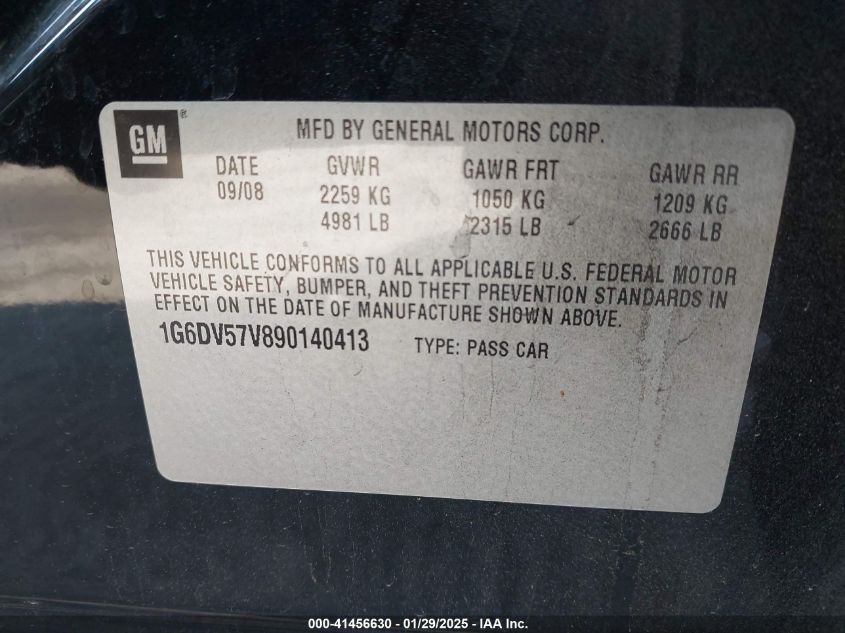 GM ®
MFD BY GENERAL MOTORS CORP.
DATE GVWR GAWR FRT GAWR RR
09/08 2259 KG 1050 KG 1209 KG
4981 LB 2315 LB 2666 LB
THIS VEHICLE CONFORMS TO ALL APPLICABLE U.S. FEDERAL MOTOR
VEHICLE SAFETY, BUMPER, AND THEFT PREVENTION STANDARDS IN
EFFECT ON THE DATE OF MANUFACTURE SHOWN ABOVE.
1G6DV57V890140413 TYPE: PASS CAR
000-41456630 - 01/29/2025 - IAA Inc.